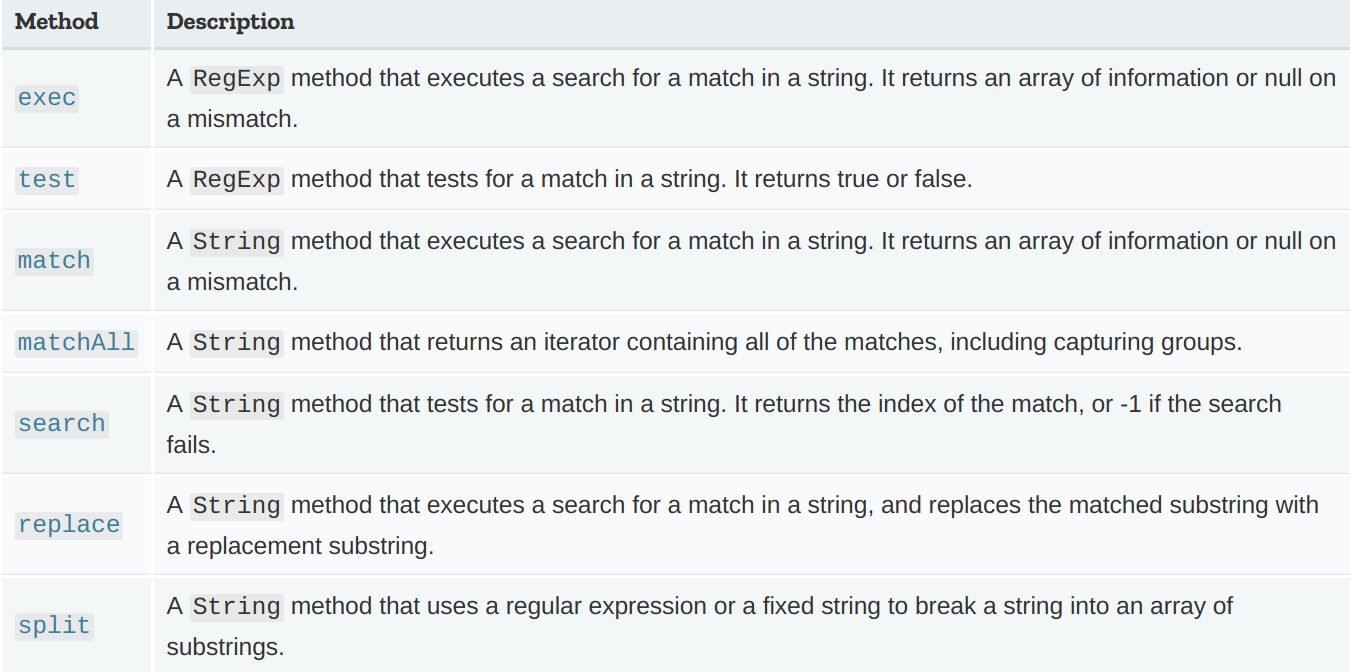 Method Description
exec A RegExp method that executes a search for a match in a string. It returns an array of information or null on
a mismatch.
test A RegExp method that tests for a match in a string. It returns true or false.
match A String method that executes a search for a match in a string. It returns an array of information or null on
a mismatch.
matchAll A String method that returns an iterator containing all of the matches, including capturing groups.
search A String method that tests for a match in a string. It returns the index of the match, or -1 if the search
fails.
replace A String method that executes a search for a match in a string, and replaces the matched substring with
a replacement substring.
split A String method that uses a regular expression or a fixed string to break a string into an array of
substrings.